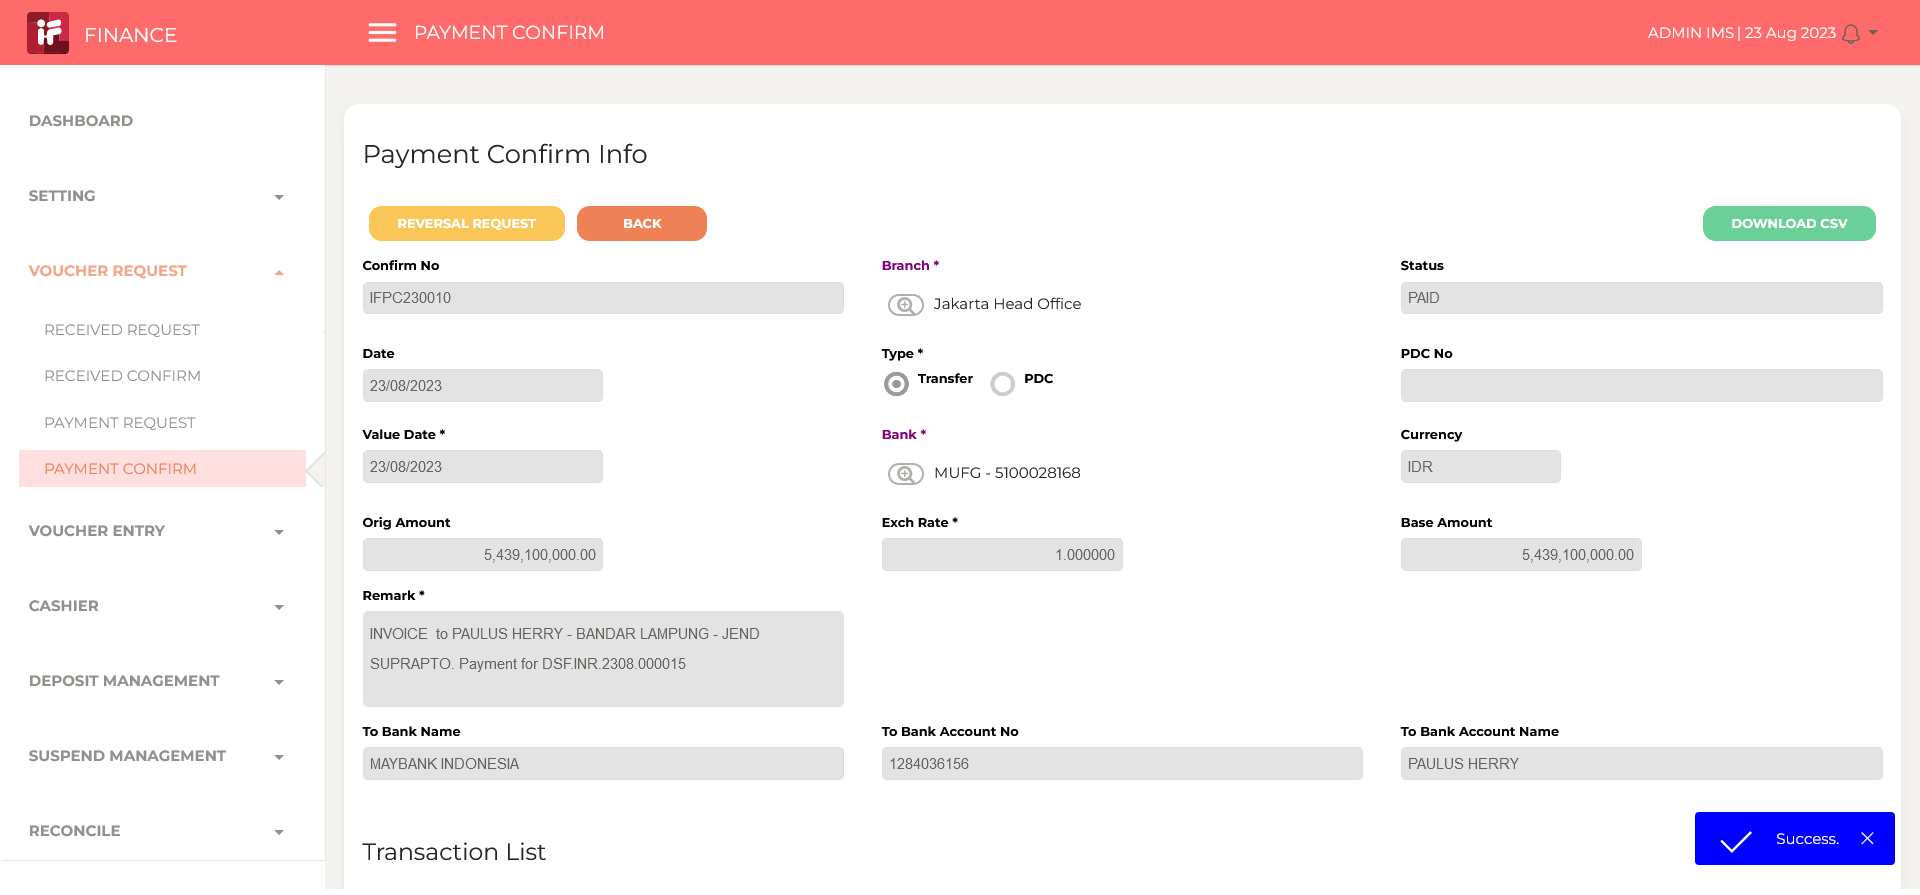 iF FINANCE
PAYMENT CONFIRM
ADMIN IMS | 23 Aug 2023
DASHBOARD
SETTING
VOUCHER REQUEST
RECEIVED REQUEST
RECEIVED CONFIRM
PAYMENT REQUEST
PAYMENT CONFIRM
VOUCHER ENTRY
CASHIER
DEPOSIT MANAGEMENT
SUSPEND MANAGEMENT
RECONCILE
Payment Confirm Info
REVERSAL REQUEST
BACK
DOWNLOAD CSV
Confirm No
IFPC230010
Branch *
Jakarta Head Office
Status
PAID
Date
23/08/2023
Type *
Transfer
PDC
PDC No
Value Date *
23/08/2023
Bank *
MUFG - 5100028168
Currency
IDR
Orig Amount
5,439,100,000.00
Exch Rate *
1.000000
Base Amount
5,439,100,000.00
Remark *
INVOICE  to PAULUS HERRY - BANDAR LAMPUNG - JEND
SUPRAPTO. Payment for DSF.INR.2308.000015
To Bank Name
MAYBANK INDONESIA
To Bank Account No
1284036156
To Bank Account Name
PAULUS HERRY
Transaction List
Success.